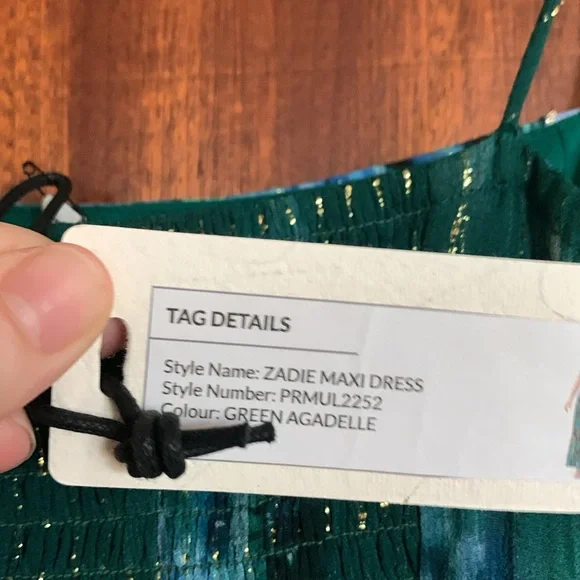 TAG DETAILS
Style Name: ZADIE MAXI DRESS
Style Number: PRMUL2252
Colour: GREEN AGADELLE